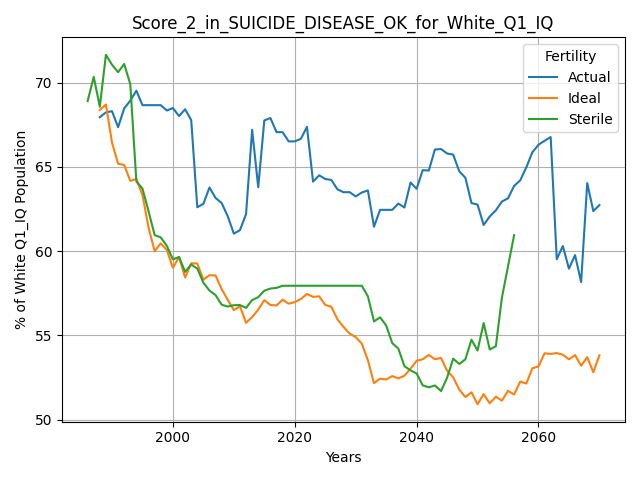 Score_2_in_SUICIDE_DISEASE_OK_for_White_Q1_IQ
Fertility
Actual
Ideal
Sterile
% of White Q1_IQ Population
70
65
60
55
50
2000
2020
2040
2060
Years